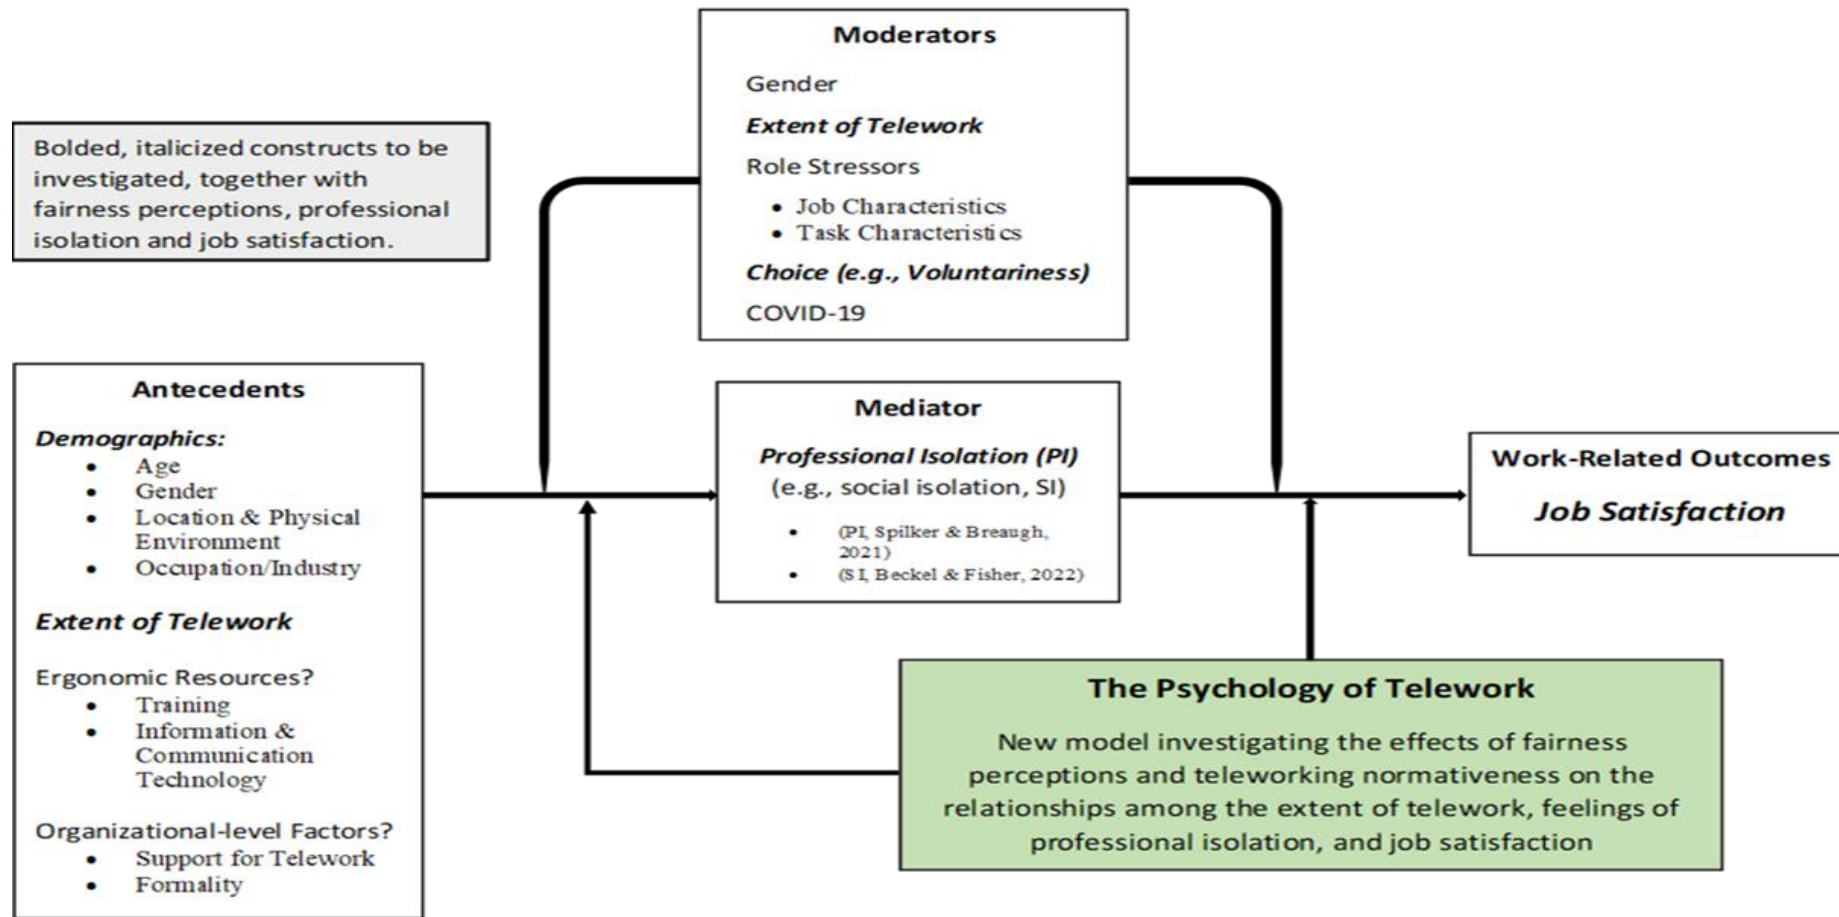 Moderators
Gender
Extent of Telework
Role Stressors
• Job Characteristics
• Task Characteristics
Choice (e.g., Voluntariness)
COVID-19
Bolded, italicized constructs to be
investigated, together with
fairness perceptions, professional
isolation and job satisfaction.
Antecedents
Demographics:
• Age
• Gender
• Location & Physical
Environment
• Occupation/Industry
Extent of Telework
Ergonomic Resources?
• Training
• Information &
Communication
Technology
Organizational-level Factors?
• Support for Telework
• Formality
Mediator
Professional Isolation (PI)
(e.g., social isolation, SI)
• (PI, Spilker & Breaugh,
2021)
• (SI, Beckel & Fisher, 2022)
Work-Related Outcomes
Job Satisfaction
The Psychology of Telework
New model investigating the effects of fairness
perceptions and teleworking normativeness on the
relationships among the extent of telework, feelings of
professional isolation, and job satisfaction